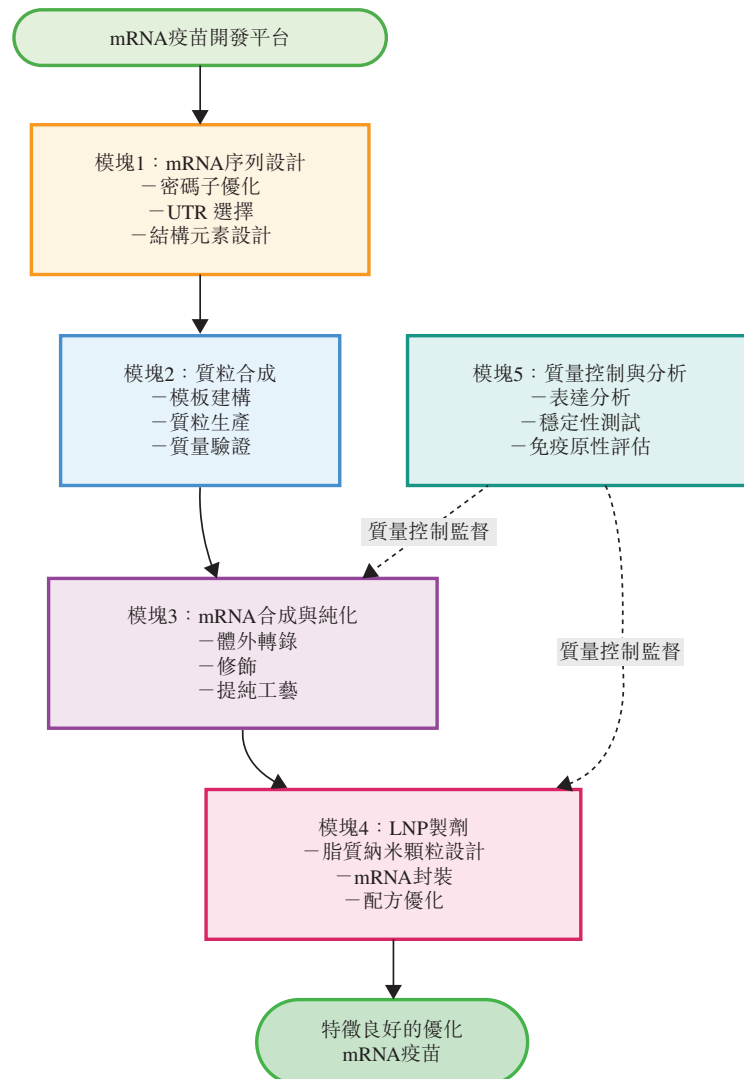 mRNA疫苗開發平台
模塊1：mRNA序列設計
－密碼子優化
－UTR 選擇
－結構元素設計
模塊2：質粒合成
－模板建構
－質粒生產
－質量驗證
模塊5：質量控制與分析
－表達分析
－穩定性測試
－免疫原性評估
質量控制監督
模塊3：mRNA合成與純化
－體外轉錄
－修飾
－提純工藝
質量控制監督
模塊4：LNP製劑
－脂質納米顆粒設計
－mRNA封裝
－配方優化
特徵良好的優化
mRNA疫苗